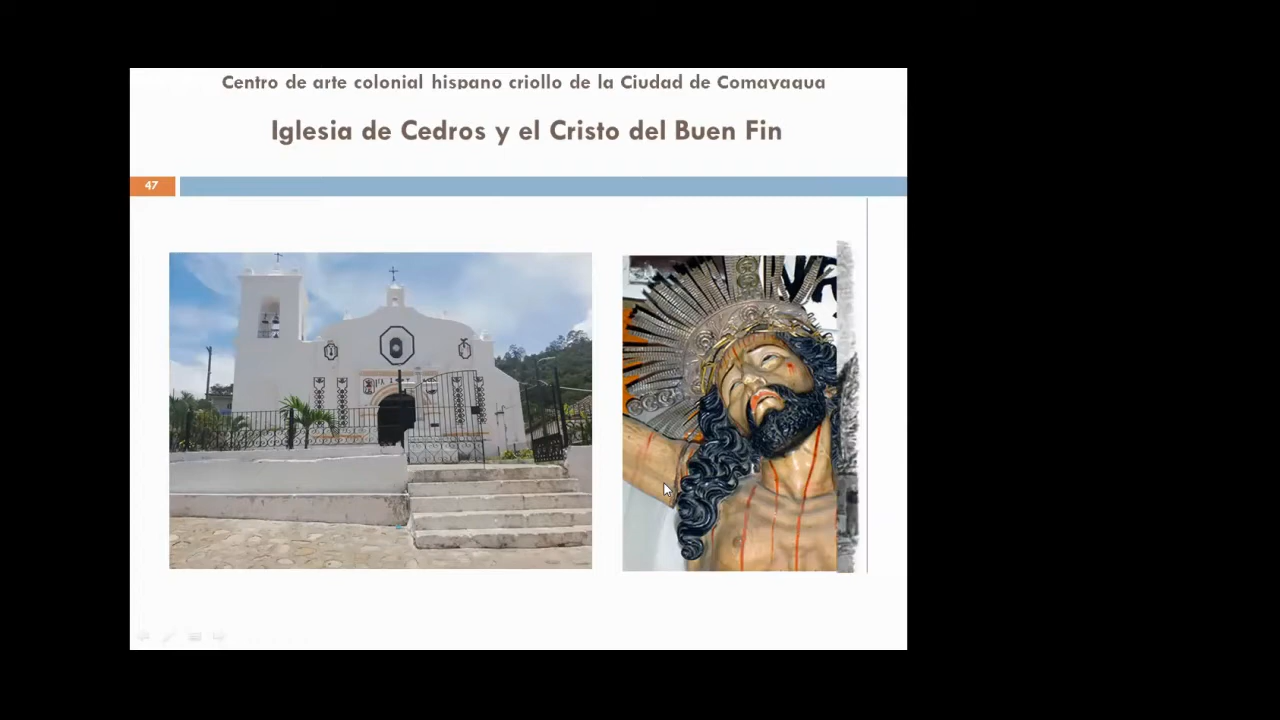 Centro de arte colonial hispano criollo de la Ciudad de Comayagua
Iglesia de Cedros y el Cristo del Buen Fin
47